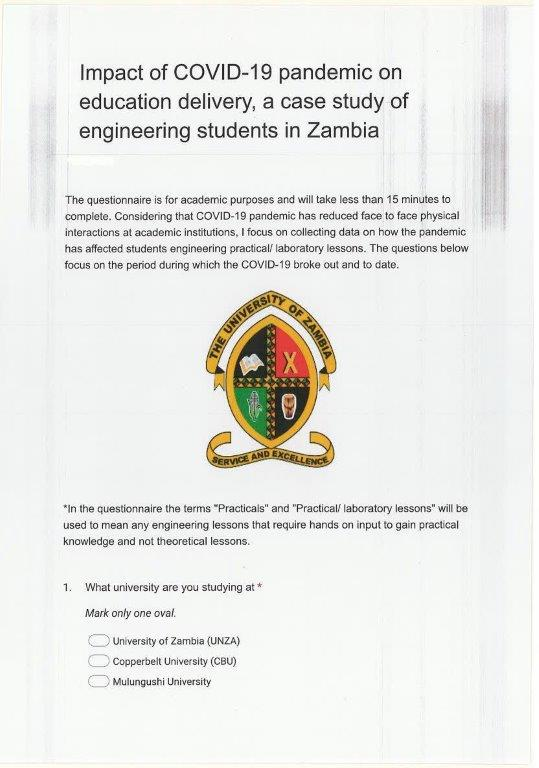 Impact of COVID-19 pandemic on
education delivery, a case study of
engineering students in Zambia
The questionnaire is for academic purposes and will take less than 15 minutes to
complete. Considering that COVID-19 pandemic has reduced face to face physical
interactions at academic institutions, I focus on collecting data on how the pandemic
has affected students engineering practical/ laboratory lessons. The questions below
focus on the period during which the COVID-19 broke out and to date.
THE UNIVERSITY OF ZAMBIA
SERVICE AND EXCELLENCE
*In the questionnaire the terms "Practicals" and "Practical/ laboratory lessons" will be
used to mean any engineering lessons that require hands on input to gain practical
knowledge and not theoretical lessons.
1. What university are you studying at *
Mark only one oval.
University of Zambia (UNZA)
Copperbelt University (CBU)
Mulungushi University